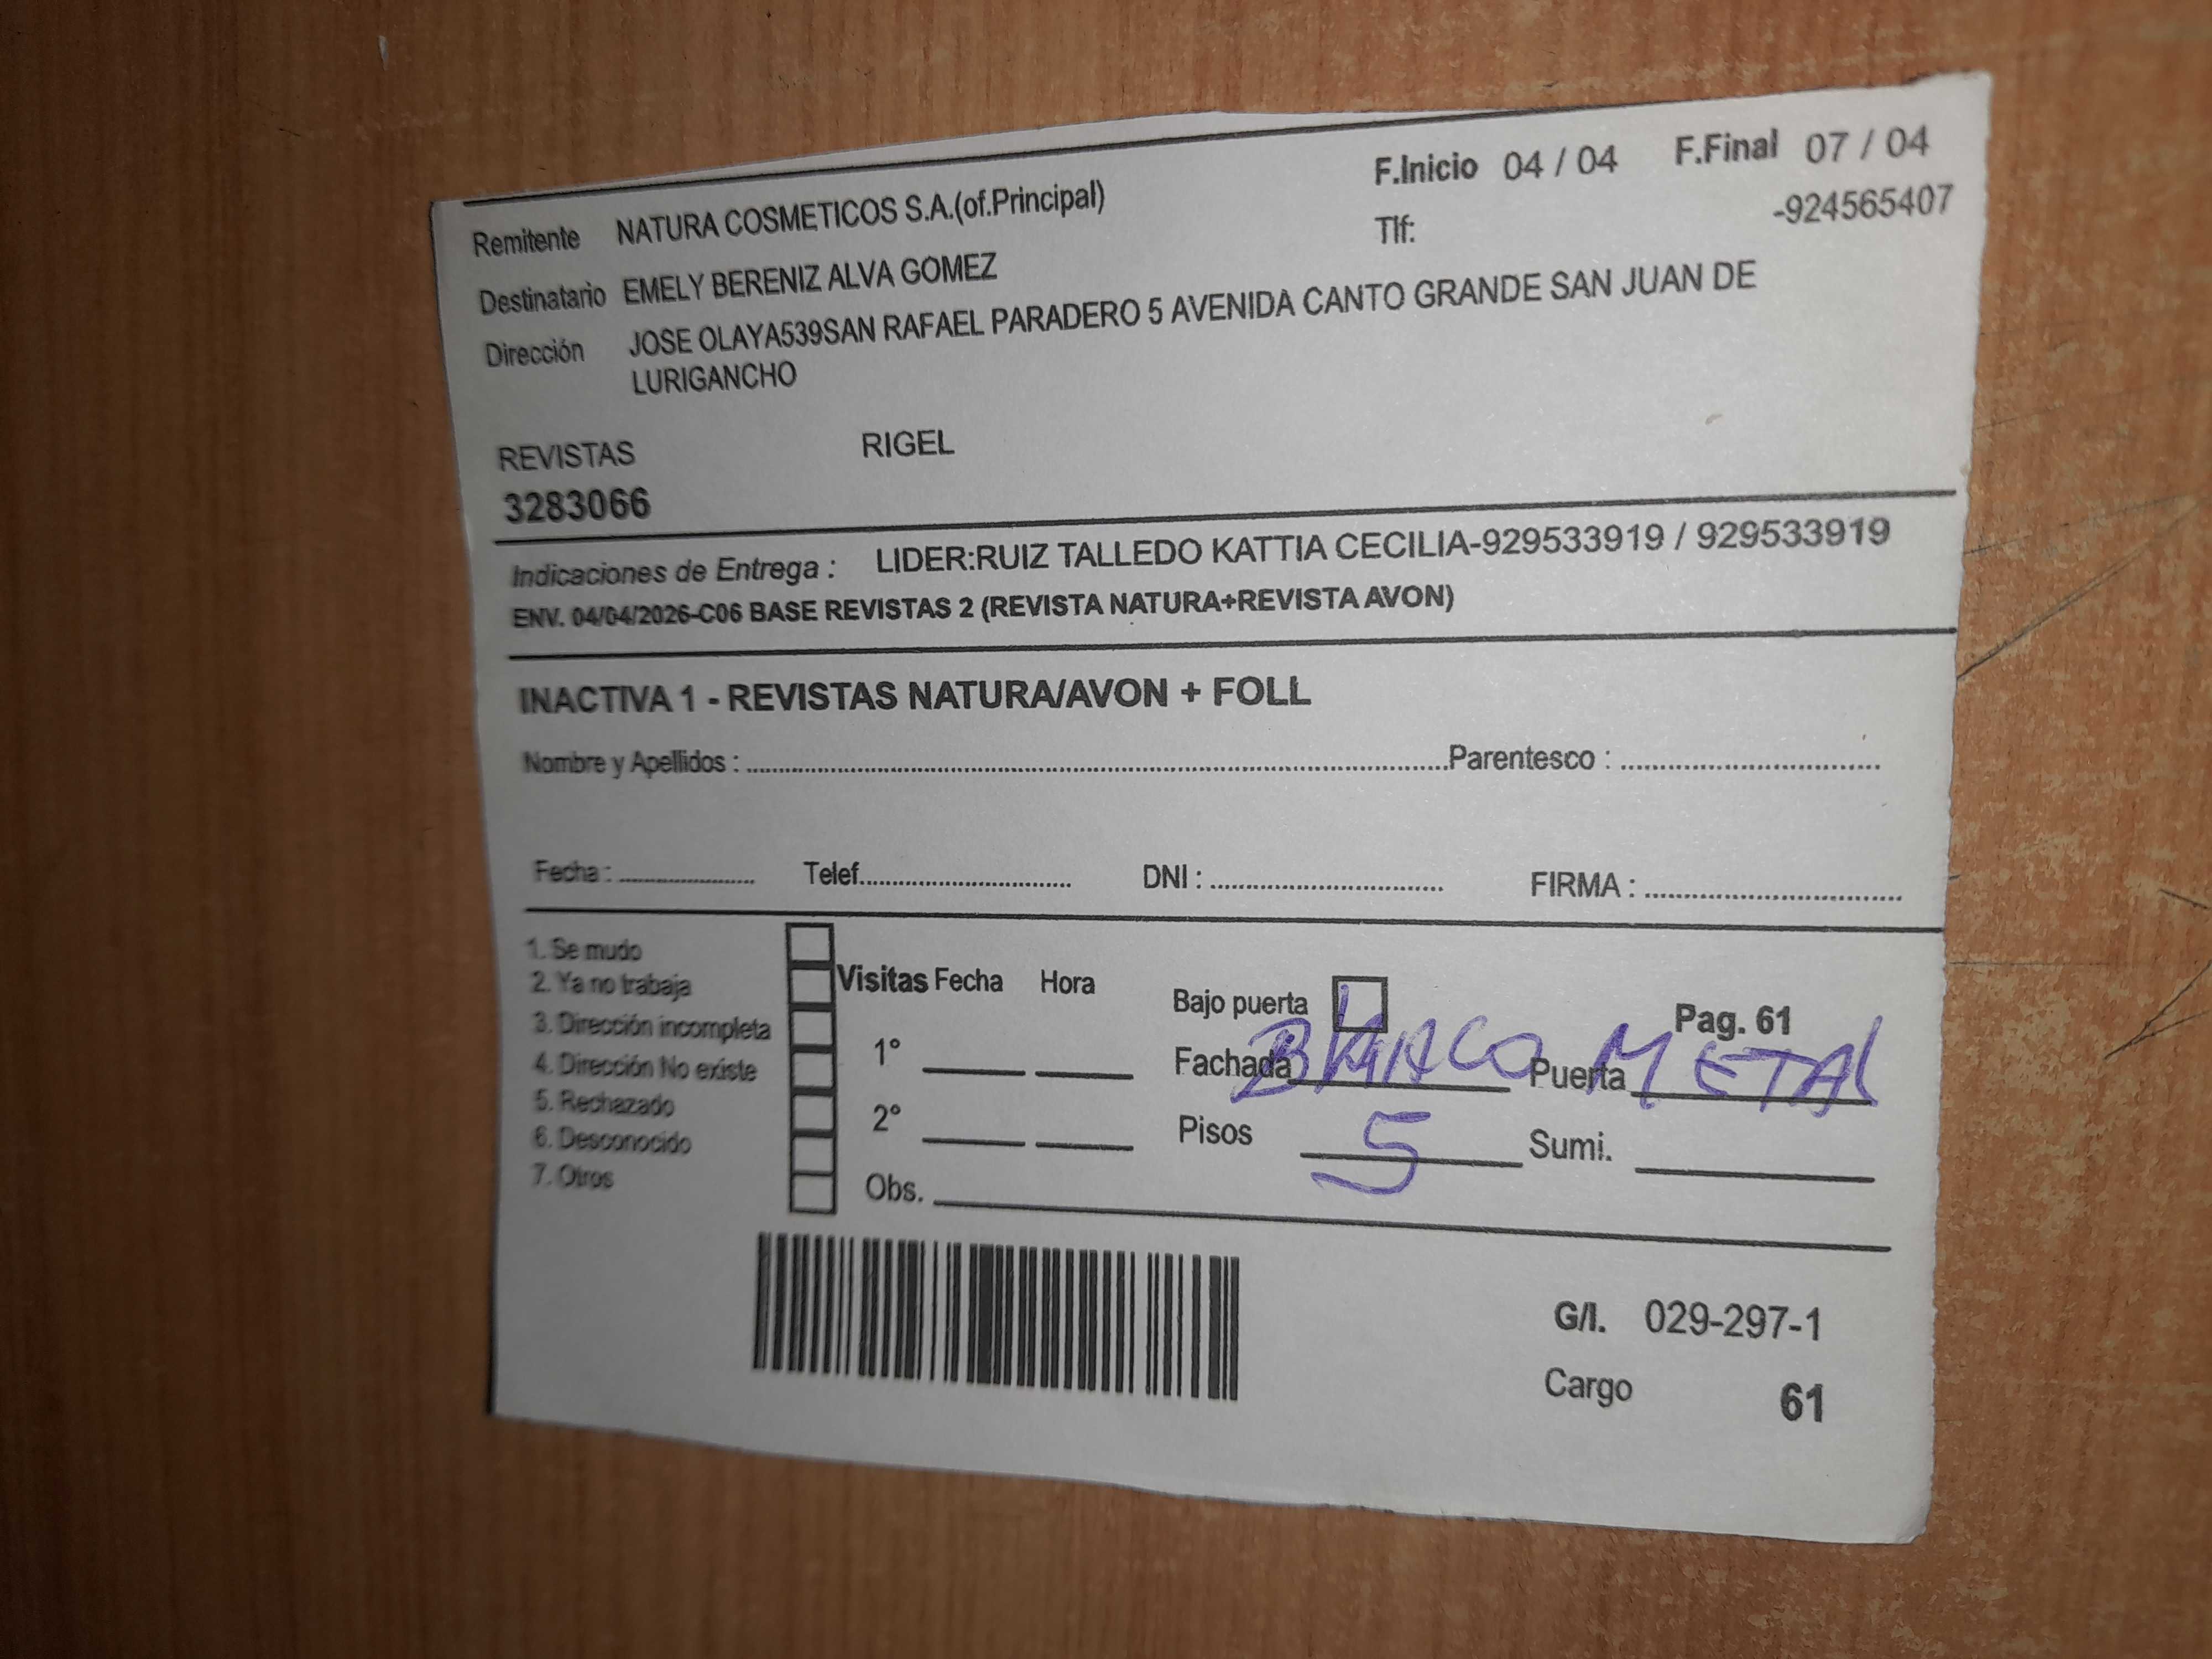 F.Inicio 04 / 04 F.Final 07 / 04
Remitente NATURA COSMETICOS S.A.(of.Principal) Tlf: -924565407
Destinatario EMELY BERENIZ ALVA GOMEZ
Dirección JOSE OLAYA539SAN RAFAEL PARADERO 5 AVENIDA CANTO GRANDE SAN JUAN DE
LURIGANCHO
REVISTAS RIGEL
3283066
Indicaciones de Entrega : LIDER:RUIZ TALLEDO KATTIA CECILIA-929533919 / 929533919
ENV. 04/04/2026-C06 BASE REVISTAS 2 (REVISTA NATURA+REVISTA AVON)
INACTIVA 1 - REVISTAS NATURA/AVON + FOLL
Nombre y Apellidos : Parentesco :
Fecha : Telef. DNI : FIRMA :
1. Se mudo
2. Ya no trabaja
3. Dirección incompleta
4. Dirección No existe
5. Rechazado
6. Desconocido
7. Otros
Visitas Fecha Hora
1°
2°
Obs.
Bajo puerta Pag. 61
Fachada BLANCO Puerta METAL
Pisos 5 Sumi.
G/I. 029-297-1
Cargo 61